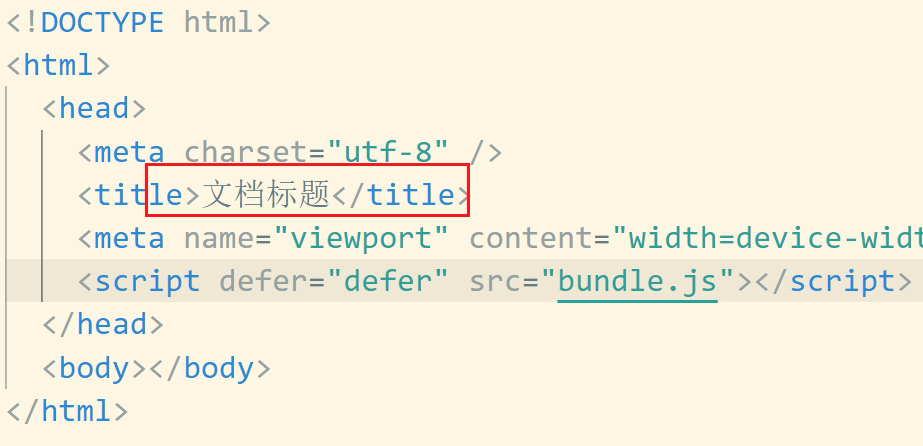 <!DOCTYPE html>
<html>
<head>
<meta charset="utf-8" />
<title>文档标题</title>
<meta name="viewport" content="width=device-widt
<script defer="defer" src="bundle.js"></script>
</head>
<body></body>
</html>